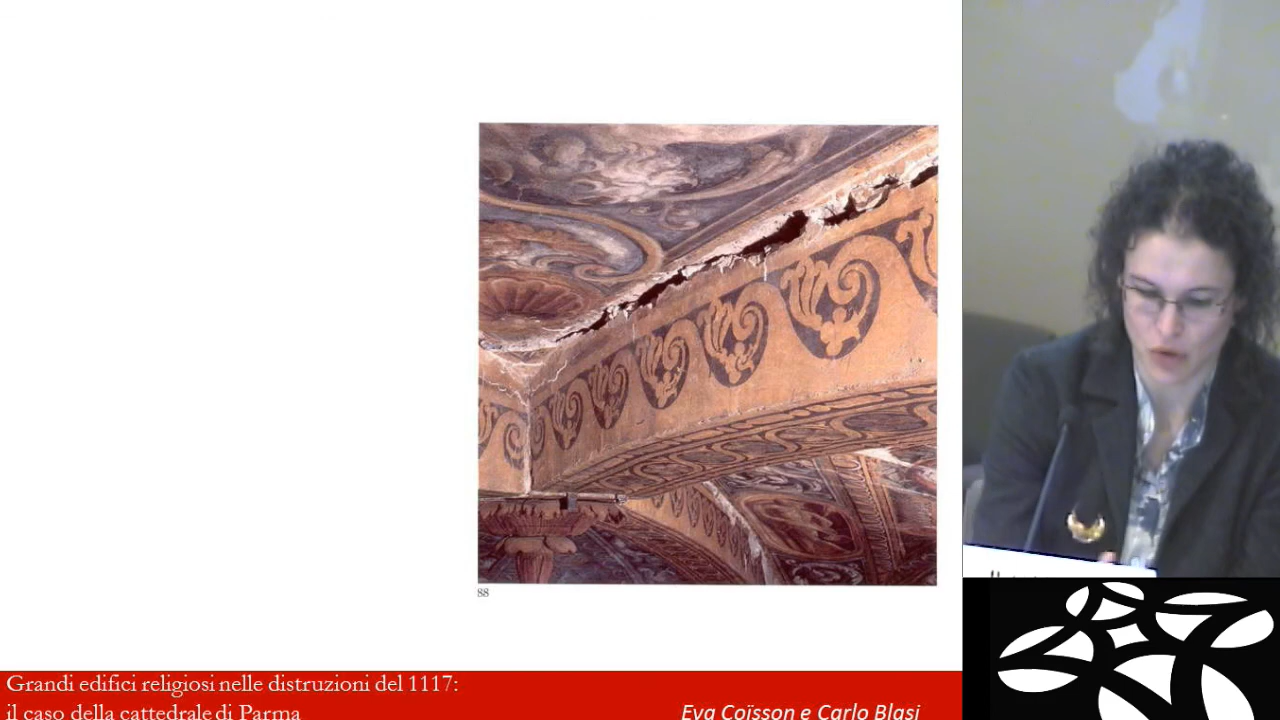 88
Grandi edifici religiosi nelle distruzioni del 1117:
il caso della cattedrale di Parma
Eva Coïsson e Carlo Blasi